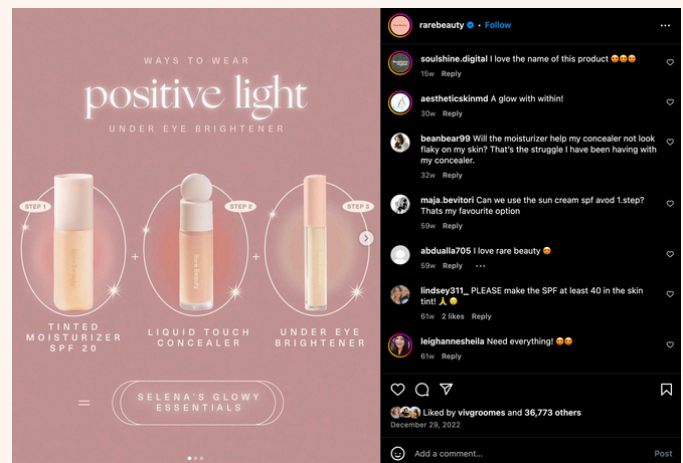 WAYS TO WEAR
positive light
UNDER EYE BRIGHTENER
STEP 1
STEP 2
STEP 3
+
+
TINTED
MOISTURIZER
SPF 20
LIQUID TOUCH
CONCEALER
UNDER EYE
BRIGHTENER
=
SELENA'S GLOWY
ESSENTIALS
rarebeauty • Follow
soulshine.digital I love the name of this product 😍😍😍
15w Reply
aestheticskinmd A glow with within!
30w Reply
beanbear99 Will the moisturizer help my concealer not look
flaky on my skin? That's the struggle I have been having with
my concealer.
32w Reply
maja.bevitori Can we use the sun cream spf avod 1.step?
Thats my favourite option
59w Reply
abdualla705 I love rare beauty 😍
59w Reply ...
lindsey311_ PLEASE make the SPF at least 40 in the skin
tint! 🙏
61w 2 likes Reply
leighannesheila Need everything! 😍😍
61w Reply
Liked by vivgroomes and 36,773 others
December 29, 2022
Add a comment...
Post